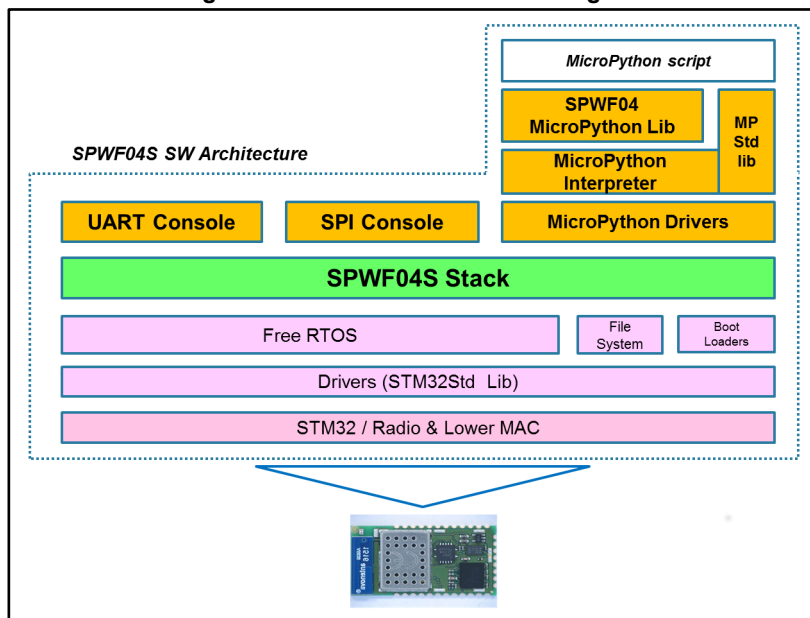 MicroPython script
SPWF04
MicroPython Lib
MP
Std
lib
SPWF04S SW Architecture
MicroPython
Interpreter
UART Console
SPI Console
MicroPython Drivers
SPWF04S Stack
Free RTOS
File
System
Boot
Loaders
Drivers (STM32Std Lib)
STM32 / Radio & Lower MAC